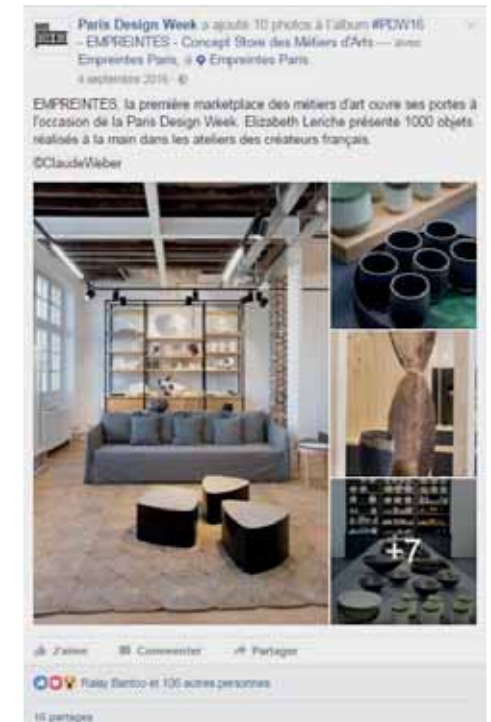 Paris Design Week a ajouté 10 photos à l'album #PDW16
- EMPREINTES - Concept Store des Métiers d'Arts — avec
Empreintes Paris, à Empreintes Paris.
4 septembre 2016
EMPREINTES, la première marketplace des métiers d'art ouvre ses portes à
l'occasion de la Paris Design Week. Elizabeth Leriche présente 1000 objets
réalisés à la main dans les ateliers des créateurs français.
©ClaudeWeber
+7
J'aime Commenter Partager
Bantco et 106 autres personnes
16 partages